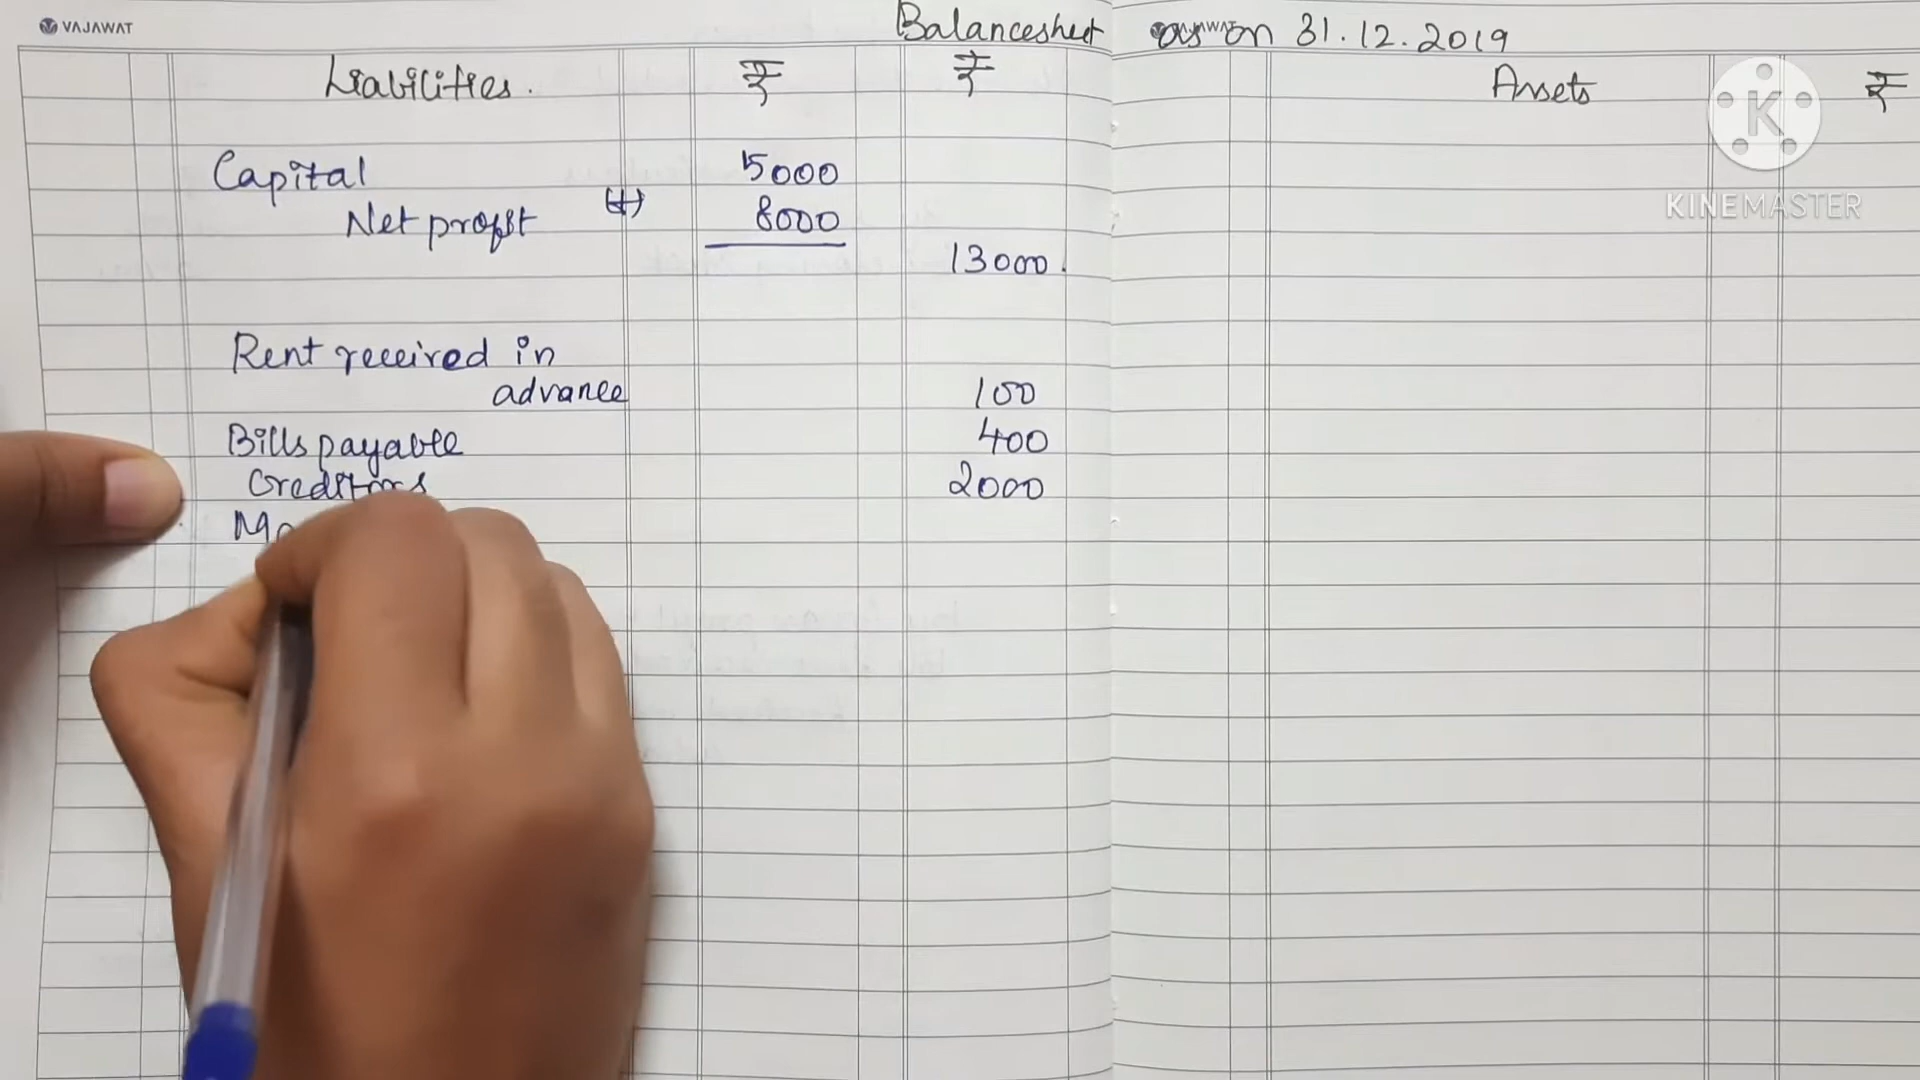 VAJAWAT
Balancesheet as on 31.12.2019
Liabilities. ₹ ₹
Assets ₹
Capital 5000
Net profit (+) 8000
13000.
Rent received in
advance 100
Bills payable 400
Creditors 2000
KINEMASTER